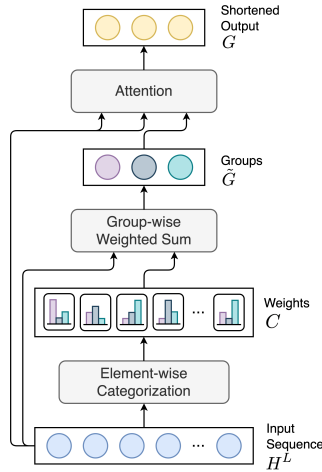 Shortened
Output
G
Attention
Groups
G̃
Group-wise
Weighted Sum
Weights
C
...
Element-wise
Categorization
Input
Sequence
H^L
...